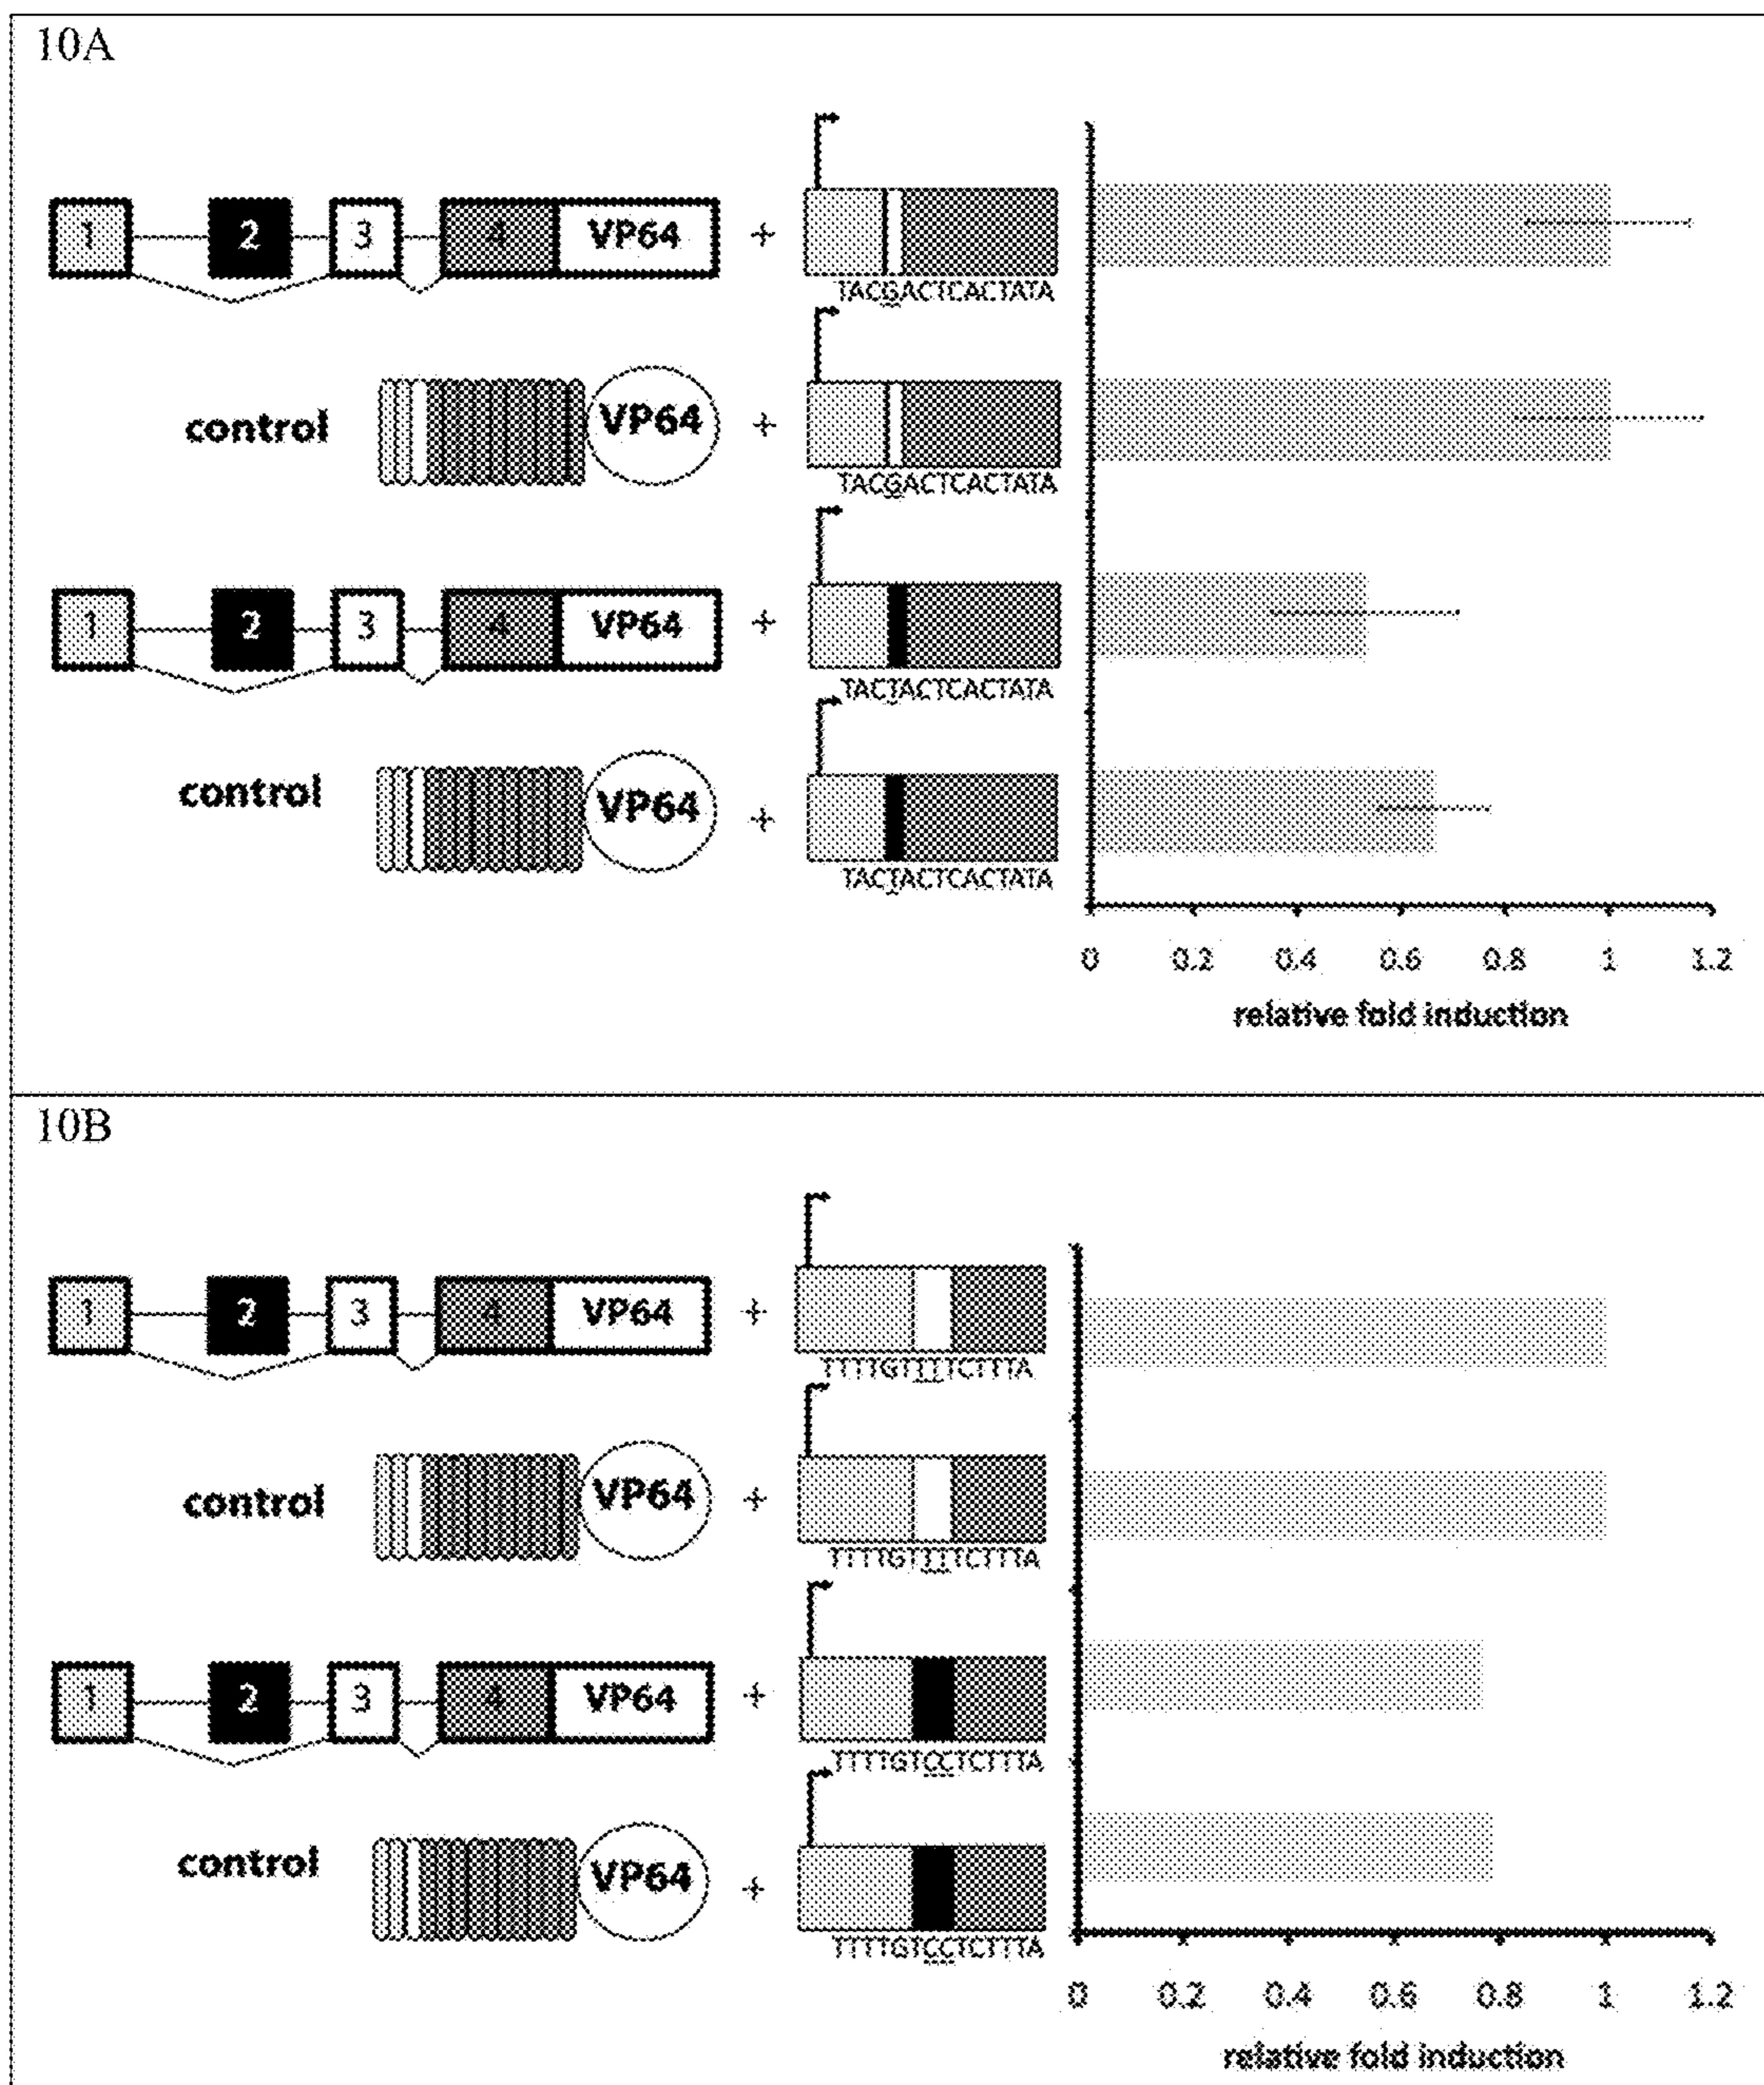 10A
1 2 3 4 VP64 +
TACGACTCACTATA
control VP64 +
TACGACTCACTATA
1 2 3 4 VP64 +
TACTACTCACTATA
control VP64 +
TACTACTCACTATA
0 0.2 0.4 0.6 0.8 1 1.2
relative fold induction
10B
1 2 3 4 VP64 +
TTTTGTTTTCTTTA
control VP64 +
TTTTGTTTTCTTTA
1 2 3 4 VP64 +
TTTTGTCCTCTTTA
control VP64 +
TTTTGTCCTCTTTA
0 0.2 0.4 0.6 0.8 1 1.2
relative fold induction